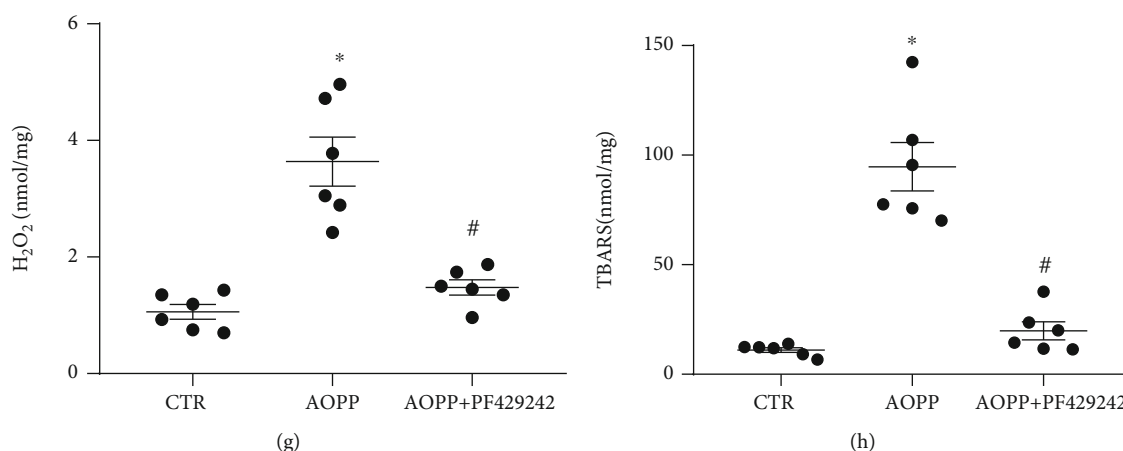 H₂O₂ (nmol/mg)
6
4
2
0
*
#
CTR
AOPP
AOPP+PF429242
(g)
TBARS(nmol/mg)
150
100
50
0
*
#
CTR
AOPP
AOPP+PF429242
(h)